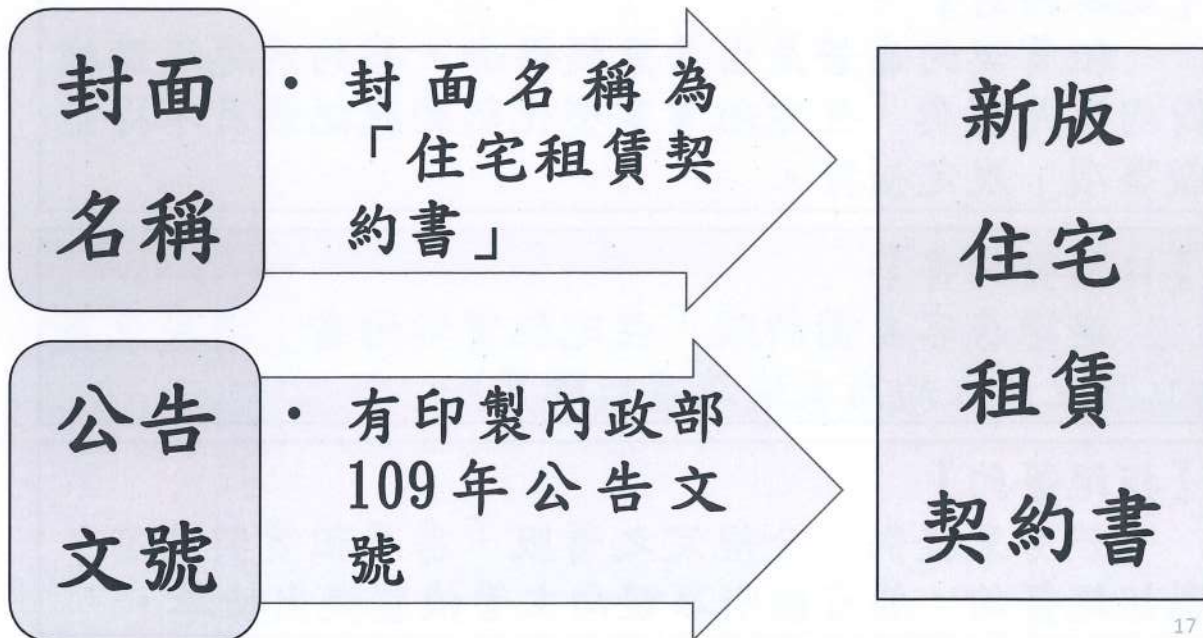 封面
名稱
・ 封面名稱為
「住宅租賃契
約書」
公告
文號
・ 有印製內政部
109年公告文
號
新版
住宅
租賃
契約書
17